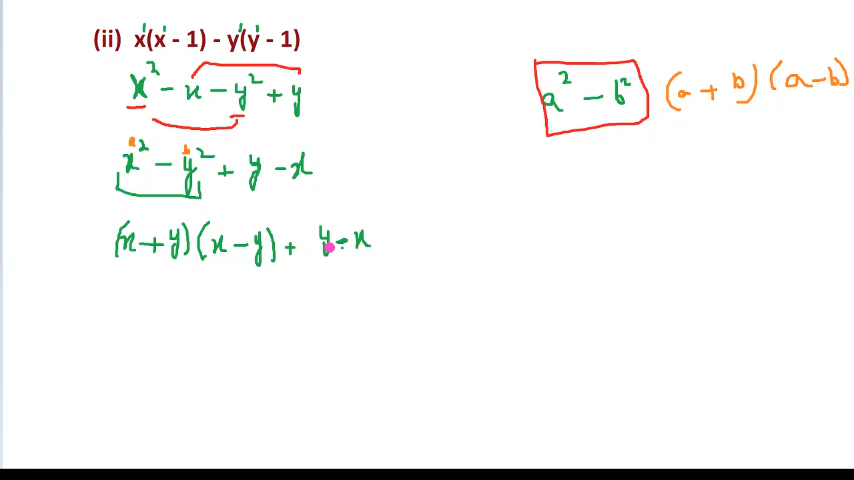 (ii) x(x - 1) - y(y - 1)
x² - x - y² + y
a² - b² (a + b) (a - b)
a b
x² - y² + y - x
(x + y) (x - y) + y - x